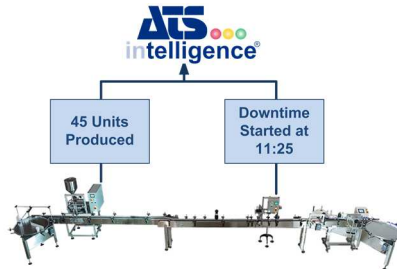 ATS
intelligence®
45 Units
Produced
Downtime
Started at
11:25